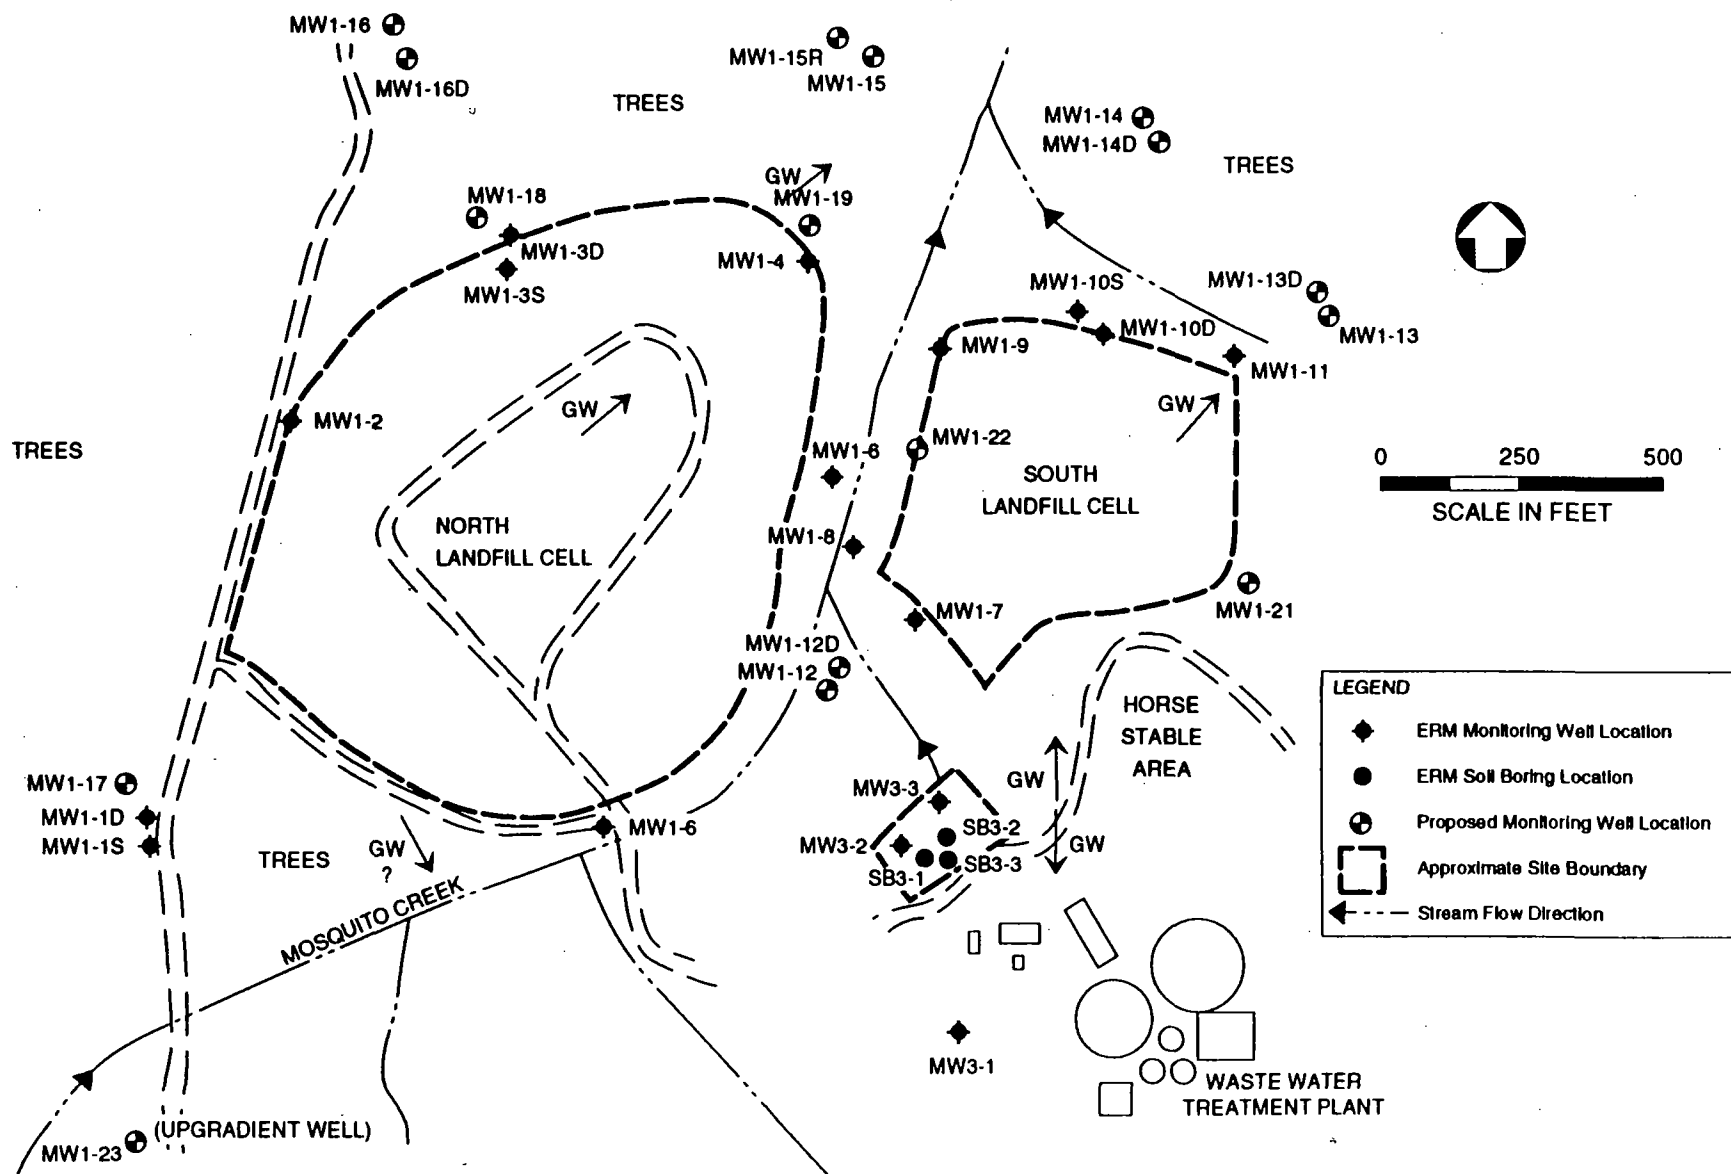 MW1-16
MW1-16D
MW1-15R
MW1-15
TREES
MW1-14
MW1-14D
TREES
GW
MW1-19
MW1-18
MW1-3D
MW1-3S
MW1-4
MW1-10S
MW1-10D
MW1-13D
MW1-13
MW1-9
MW1-11
GW
GW
MW1-2
TREES
MW1-22
MW1-6
SOUTH
LANDFILL CELL
0 250 500
SCALE IN FEET
NORTH
LANDFILL CELL
MW1-8
MW1-7
MW1-21
MW1-12D
MW1-12
HORSE
STABLE
AREA
LEGEND
ERM Monitoring Well Location
ERM Soil Boring Location
Proposed Monitoring Well Location
Approximate Site Boundary
Stream Flow Direction
MW1-17
MW1-1D
MW1-1S
TREES
GW
?
MW1-6
MW3-3
MW3-2
SB3-2
SB3-1
SB3-3
GW
GW
MOSQUITO CREEK
MW3-1
WASTE WATER
TREATMENT PLANT
(UPGRADIENT WELL)
MW1-23